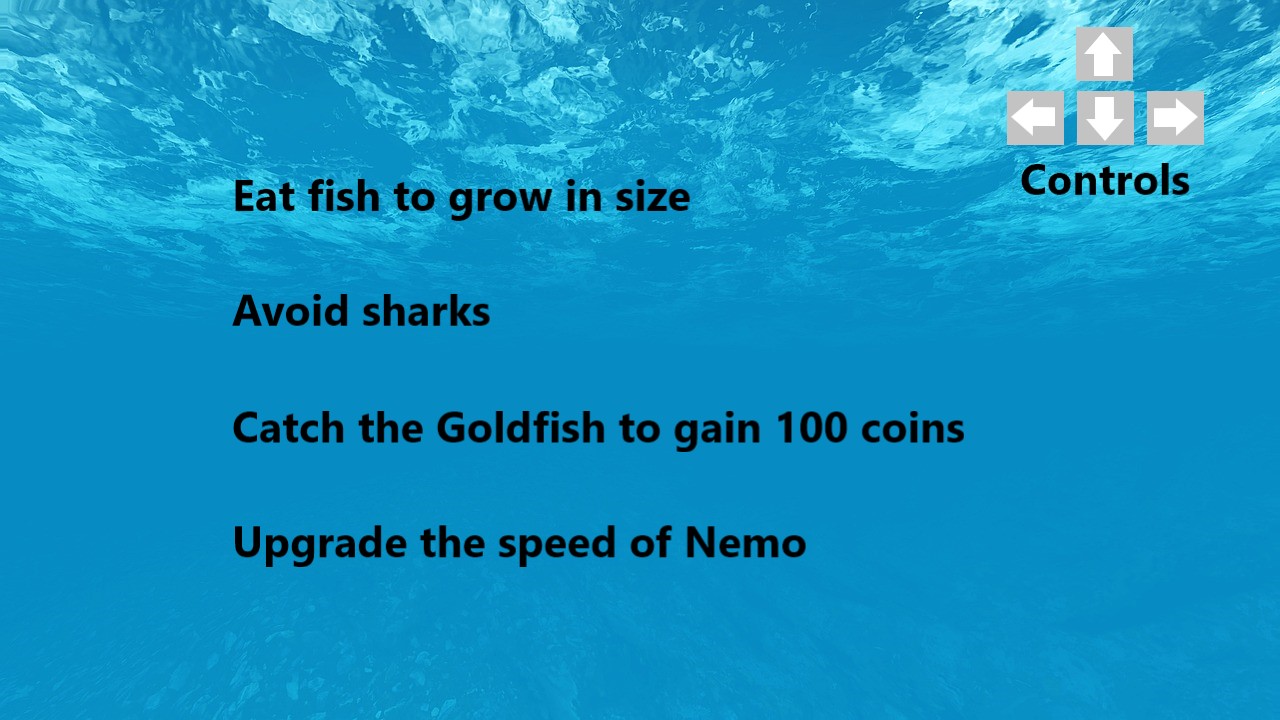 Controls
Eat fish to grow in size
Avoid sharks
Catch the Goldfish to gain 100 coins
Upgrade the speed of Nemo